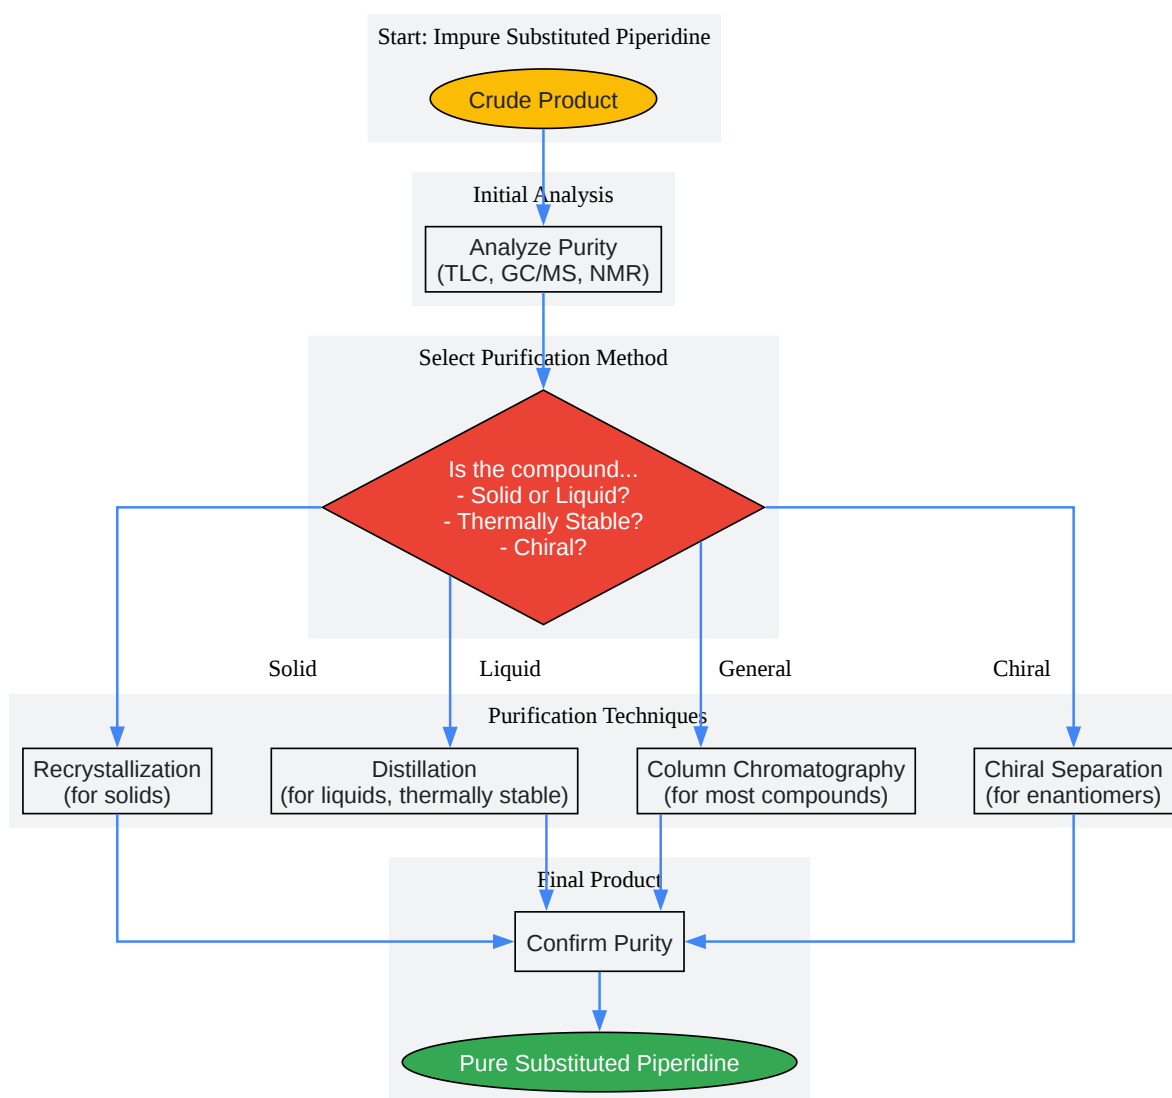 Start: Impure Substituted Piperidine
Crude Product
Initial Analysis
Analyze Purity
(TLC, GC/MS, NMR)
Select Purification Method
Is the compound...
- Solid or Liquid?
- Thermally Stable?
- Chiral?
Solid
Liquid
General
Chiral
Purification Techniques
Recrystallization
(for solids)
Distillation
(for liquids, thermally stable)
Column Chromatography
(for most compounds)
Chiral Separation
(for enantiomers)
Final Product
Confirm Purity
Pure Substituted Piperidine